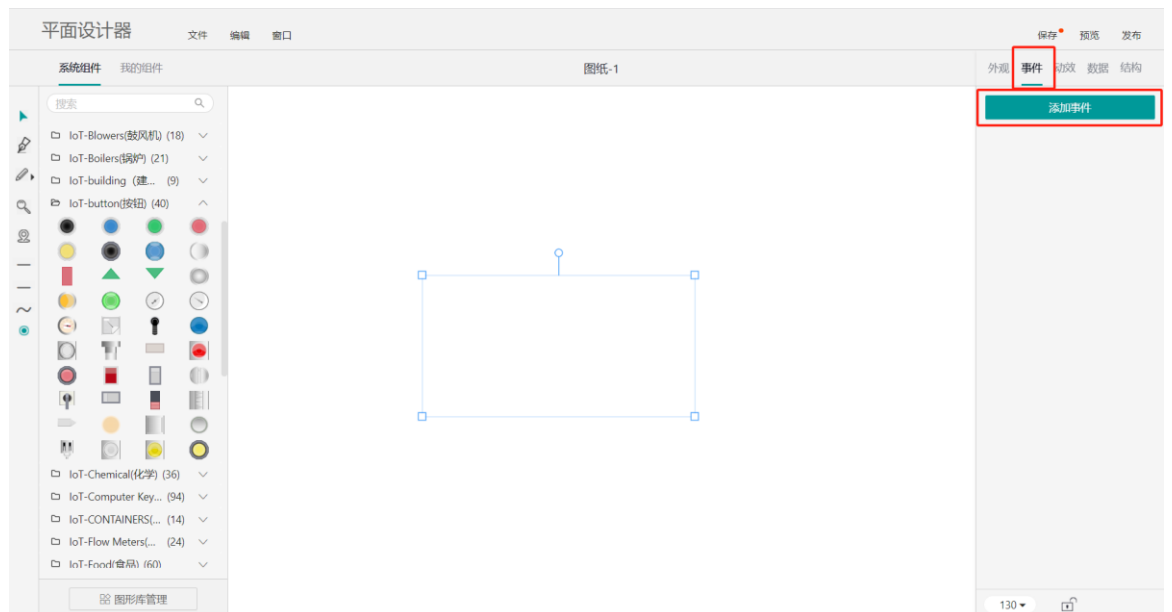 平面设计器 文件 编辑 窗口 保存 预览 发布
系统组件 我的组件 图纸-1 外观 事件 动效 数据 结构
搜索 添加事件
IoT-Blowers(鼓风机) (18)
IoT-Boilers(锅炉) (21)
IoT-building（建... (9)
IoT-button(按钮) (40)
IoT-Chemical(化学) (36)
IoT-Computer Key... (94)
IoT-CONTAINERS(... (14)
IoT-Flow Meters(... (24)
IoT-Food(食品) (60)
图形库管理 130